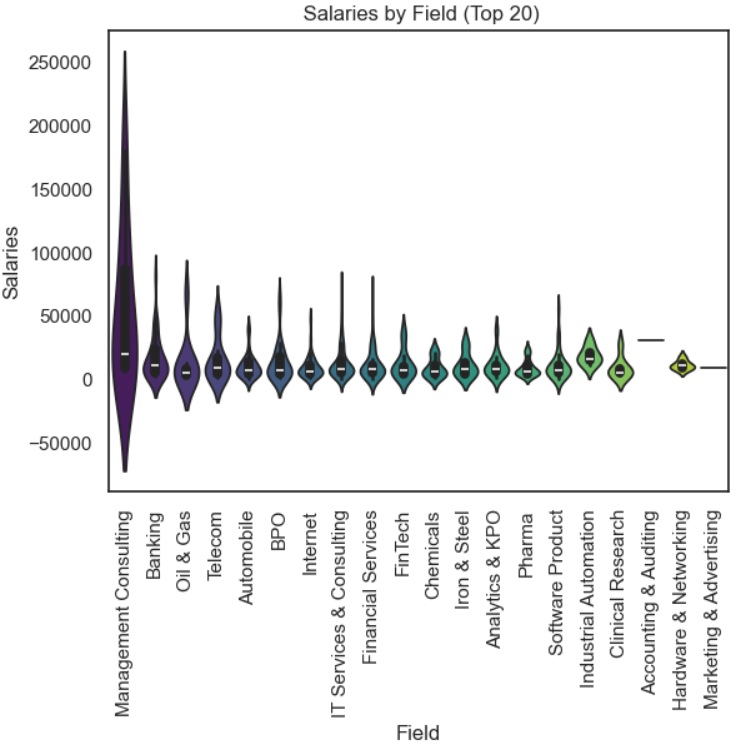 Salaries by Field (Top 20)
250000
200000
150000
100000
50000
0
−50000
Salaries
Management Consulting
Banking
Oil & Gas
Telecom
Automobile
BPO
Internet
IT Services & Consulting
Financial Services
FinTech
Chemicals
Iron & Steel
Analytics & KPO
Pharma
Software Product
Industrial Automation
Clinical Research
Accounting & Auditing
Hardware & Networking
Marketing & Advertising
Field